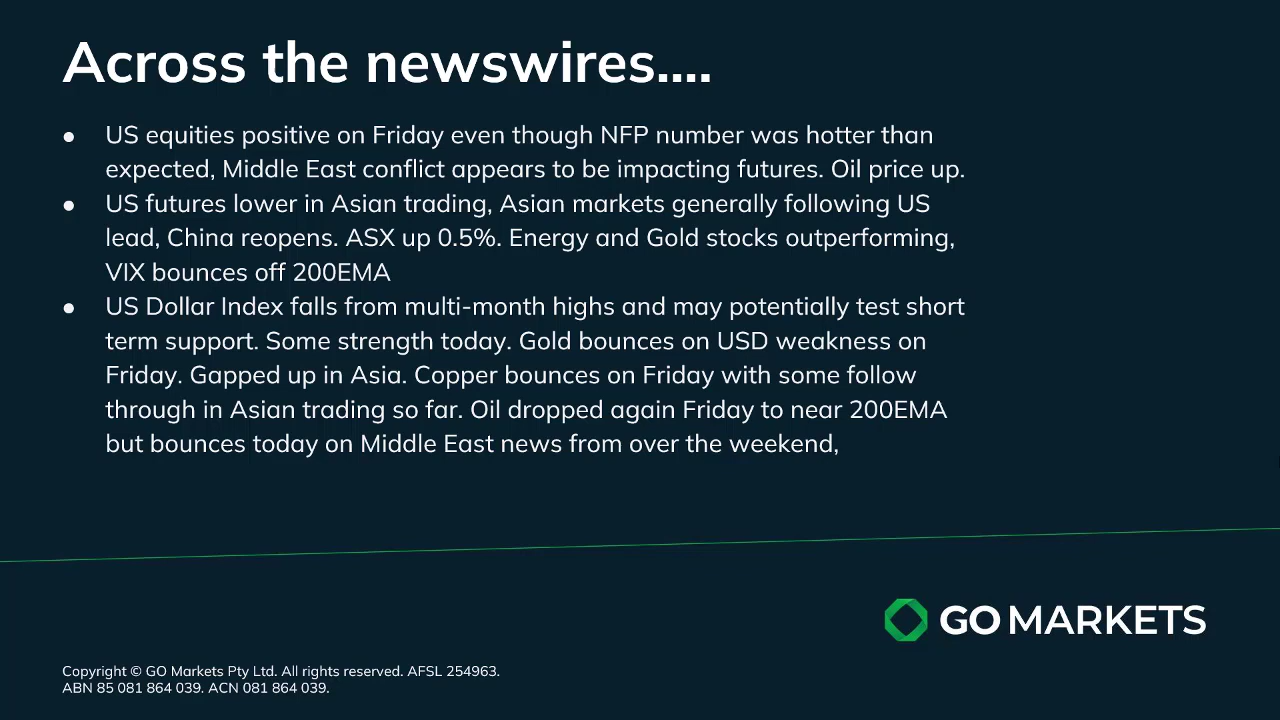 Across the newswires....
● US equities positive on Friday even though NFP number was hotter than
expected, Middle East conflict appears to be impacting futures. Oil price up.
● US futures lower in Asian trading, Asian markets generally following US
lead, China reopens. ASX up 0.5%. Energy and Gold stocks outperforming,
VIX bounces off 200EMA
● US Dollar Index falls from multi-month highs and may potentially test short
term support. Some strength today. Gold bounces on USD weakness on
Friday. Gapped up in Asia. Copper bounces on Friday with some follow
through in Asian trading so far. Oil dropped again Friday to near 200EMA
but bounces today on Middle East news from over the weekend,
GO MARKETS
Copyright © GO Markets Pty Ltd. All rights reserved. AFSL 254963.
ABN 85 081 864 039. ACN 081 864 039.